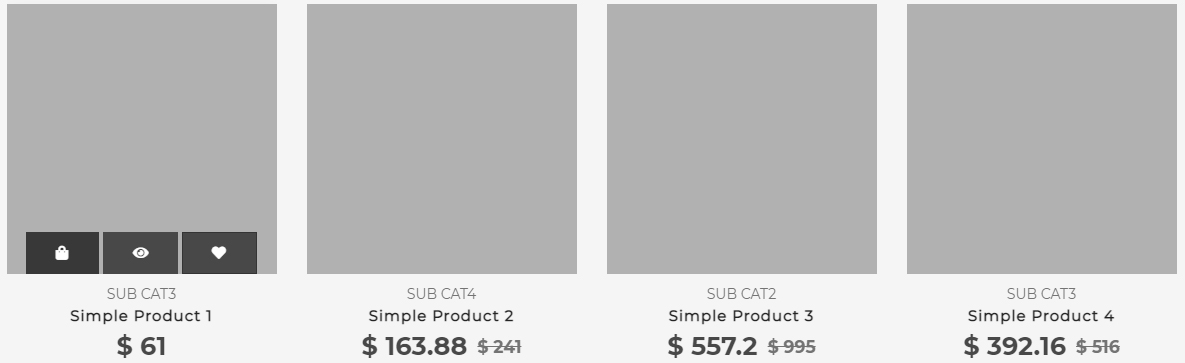 SUB CAT3
Simple Product 1
$ 61
SUB CAT4
Simple Product 2
$ 163.88 $ 241
SUB CAT2
Simple Product 3
$ 557.2 $ 995
SUB CAT3
Simple Product 4
$ 392.16 $ 516